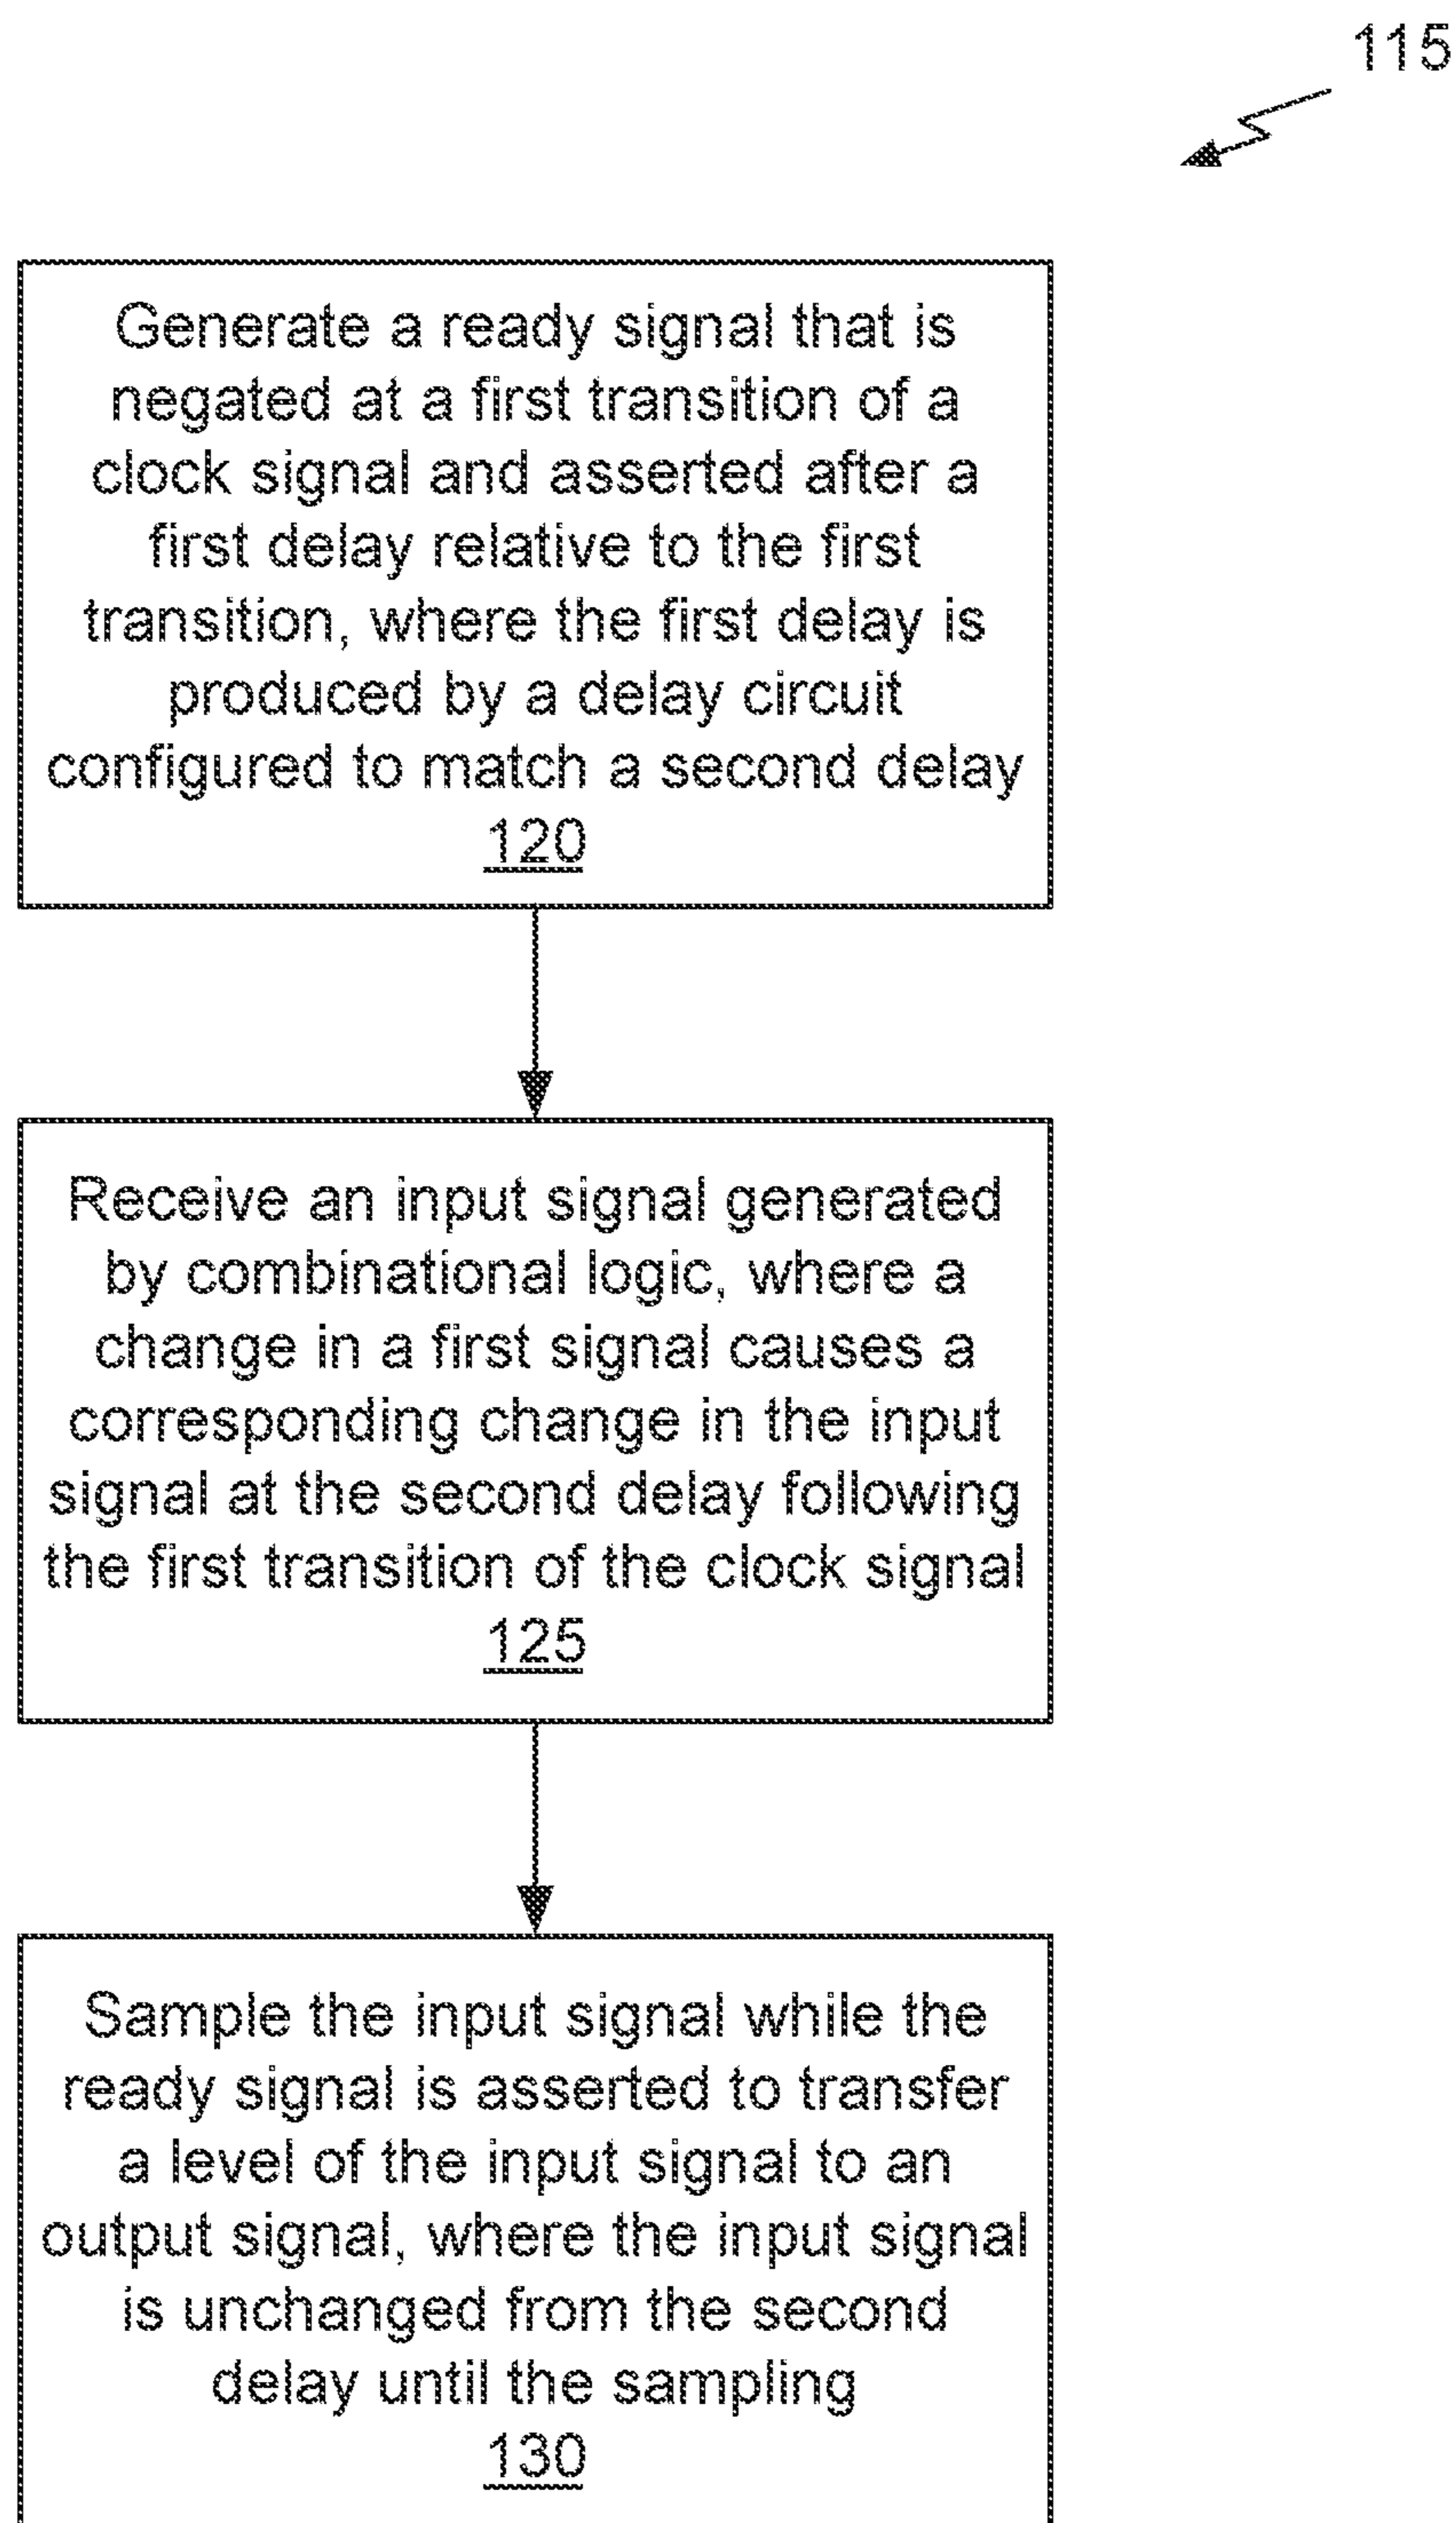 115
Generate a ready signal that is
negated at a first transition of a
clock signal and asserted after a
first delay relative to the first
transition, where the first delay is
produced by a delay circuit
configured to match a second delay
120
Receive an input signal generated
by combinational logic, where a
change in a first signal causes a
corresponding change in the input
signal at the second delay following
the first transition of the clock signal
125
Sample the input signal while the
ready signal is asserted to transfer
a level of the input signal to an
output signal, where the input signal
is unchanged from the second
delay until the sampling
130